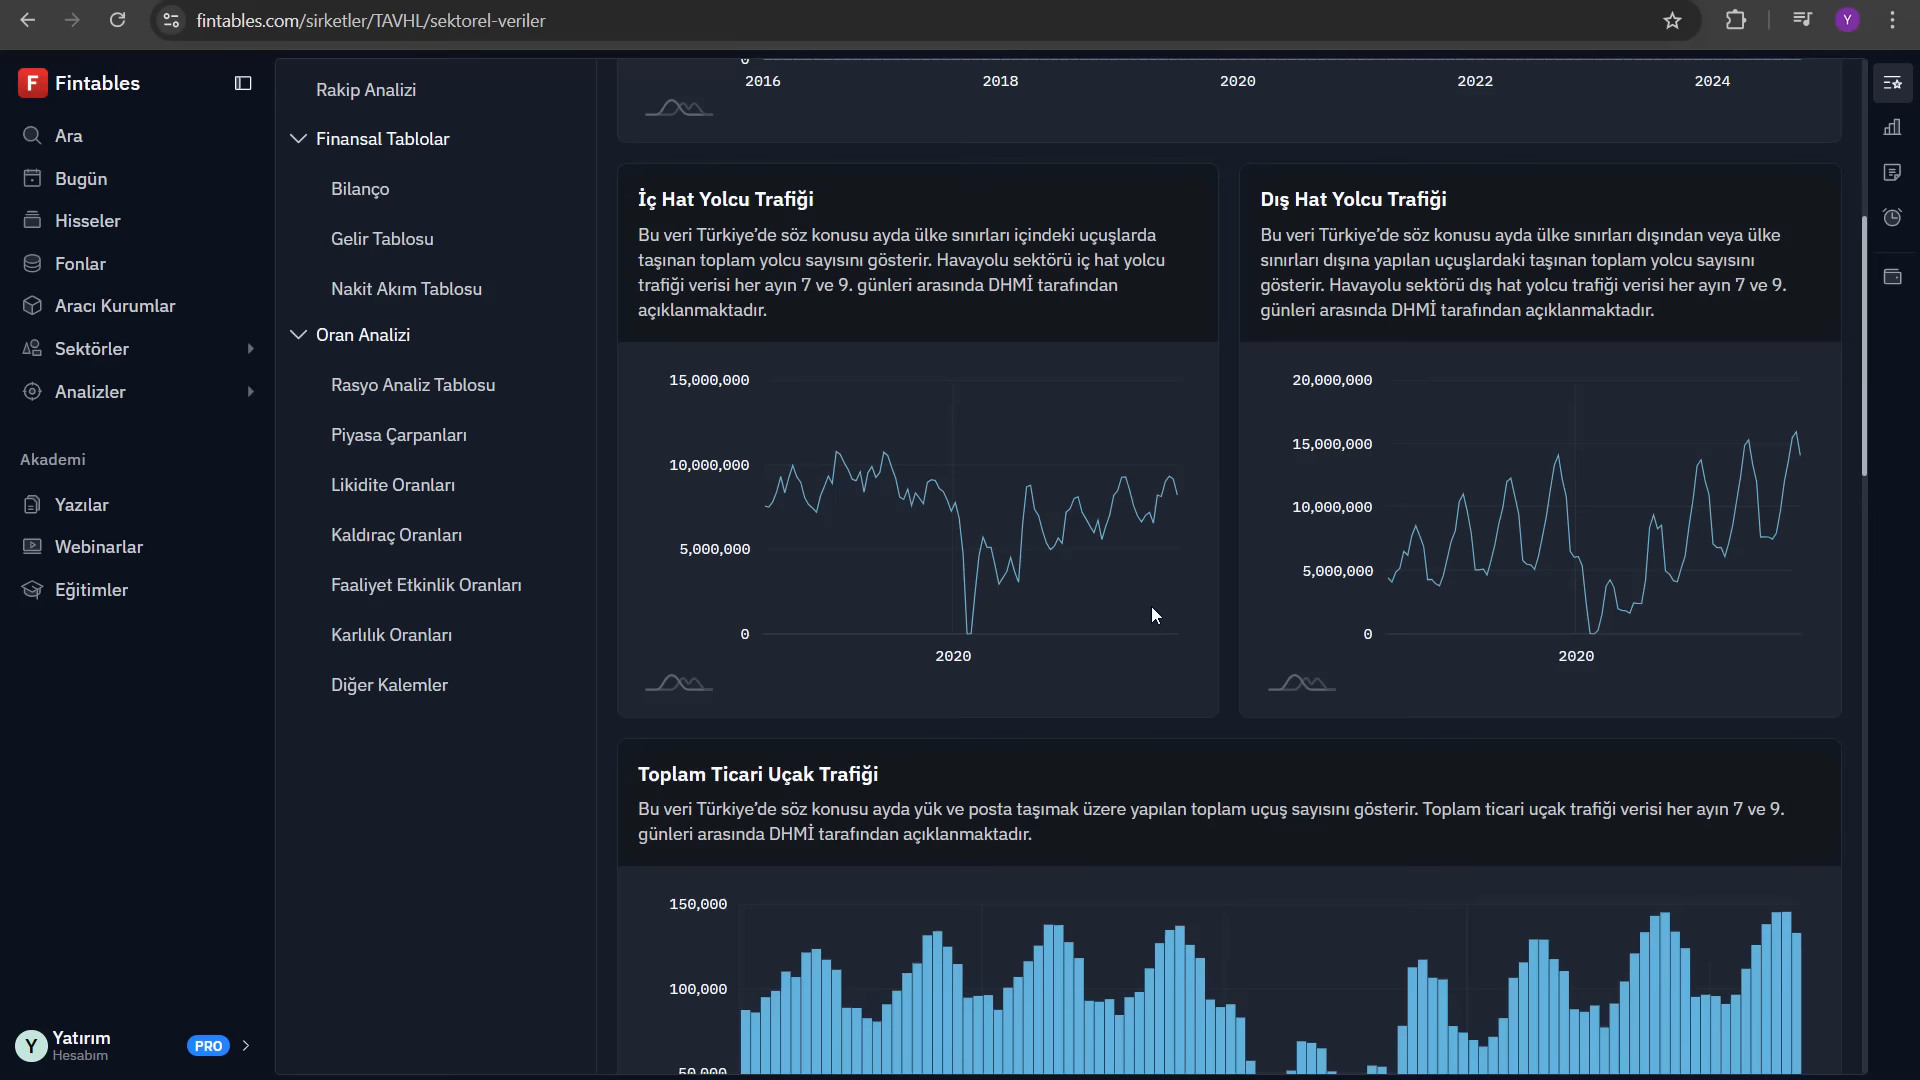 fintables.com/sirketler/TAVHL/sektorel-veriler
Y
F Fintables
Ara
Bugün
Hisseler
Fonlar
Aracı Kurumlar
Sektörler
Analizler
Akademi
Yazılar
Webinarlar
Eğitimler
Y
Yatırım
Hesabım
PRO
Rakip Analizi
Finansal Tablolar
Bilanço
Gelir Tablosu
Nakit Akım Tablosu
Oran Analizi
Rasyo Analiz Tablosu
Piyasa Çarpanları
Likidite Oranları
Kaldıraç Oranları
Faaliyet Etkinlik Oranları
Karlılık Oranları
Diğer Kalemler
0
2016 2018 2020 2022 2024
İç Hat Yolcu Trafiği
Bu veri Türkiye’de söz konusu ayda ülke sınırları içindeki uçuşlarda
taşınan toplam yolcu sayısını gösterir. Havayolu sektörü iç hat yolcu
trafiği verisi her ayın 7 ve 9. günleri arasında DHMİ tarafından
açıklanmaktadır.
15,000,000
10,000,000
5,000,000
0
2020
Dış Hat Yolcu Trafiği
Bu veri Türkiye’de söz konusu ayda ülke sınırları dışından veya ülke
sınırları dışına yapılan uçuşlardaki taşınan toplam yolcu sayısını
gösterir. Havayolu sektörü dış hat yolcu trafiği verisi her ayın 7 ve 9.
günleri arasında DHMİ tarafından açıklanmaktadır.
20,000,000
15,000,000
10,000,000
5,000,000
0
2020
Toplam Ticari Uçak Trafiği
Bu veri Türkiye’de söz konusu ayda yük ve posta taşımak üzere yapılan toplam uçuş sayısını gösterir. Toplam ticari uçak trafiği verisi her ayın 7 ve 9.
günleri arasında DHMİ tarafından açıklanmaktadır.
150,000
100,000
50,000